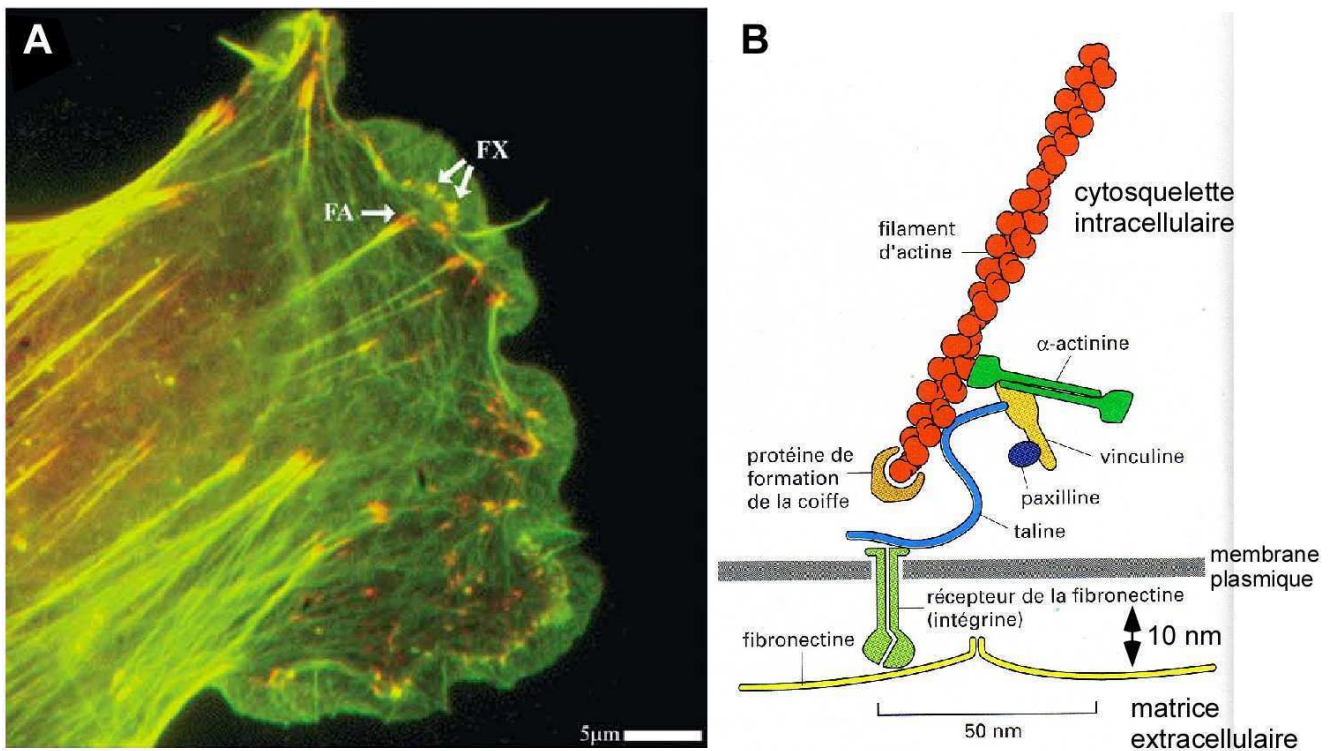 A
FX
FA
5µm
B
cytosquelette
intracellulaire
filament
d'actine
α-actinine
protéine de
formation
de la coiffe
vinculine
paxilline
taline
membrane
plasmique
récepteur de la fibronectine
(intégrine)
10 nm
fibronectine
50 nm
matrice
extracellulaire